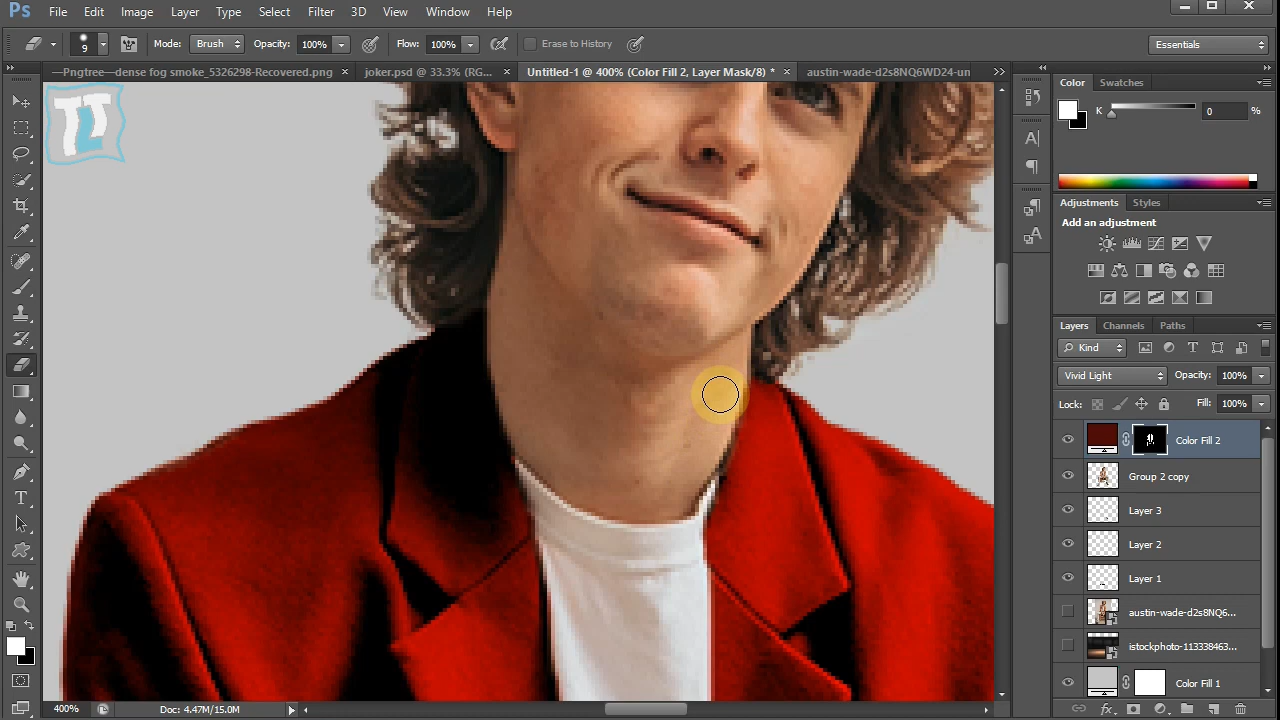 Ps File Edit Image Layer Type Select Filter 3D View Window Help
9 Mode: Brush Opacity: 100% Flow: 100% Erase to History Essentials
—Pngtree—dense fog smoke_5326298-Recovered.png × joker.psd @ 33.3% (RG... × Untitled-1 @ 400% (Color Fill 2, Layer Mask/8) * × austin-wade-d2s8NQ6WD24-un
Color Swatches
K 0 %
Adjustments Styles
Add an adjustment
Layers Channels Paths
Kind
Vivid Light Opacity: 100%
Lock: Fill: 100%
Color Fill 2
Group 2 copy
Layer 3
Layer 2
Layer 1
austin-wade-d2s8NQ6...
istockphoto-113338463...
Color Fill 1
400% Doc: 4.47M/15.0M